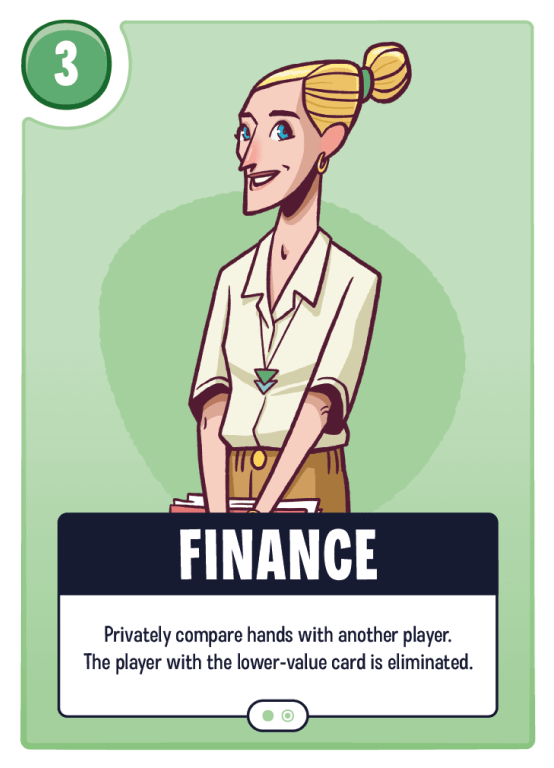 3
FINANCE
Privately compare hands with another player.
The player with the lower-value card is eliminated.